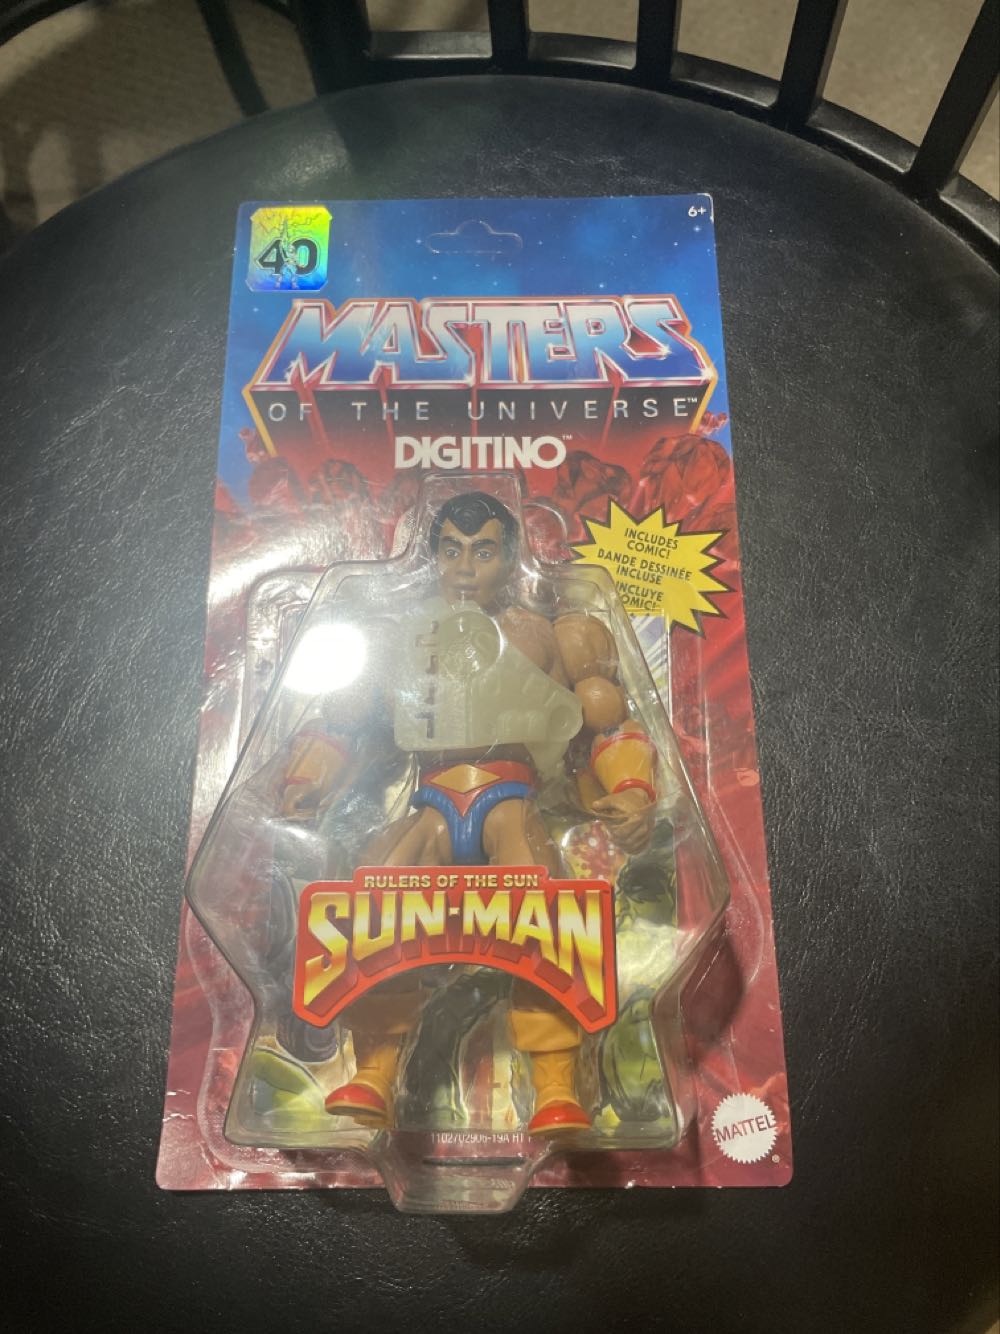 6+
40
MASTERS
OF THE UNIVERSE™
DIGITINO™
INCLUDES
COMIC!
BANDE DESSINÉE
INCLUSE
INCLUYE
COMIC!
RULERS OF THE SUN
SUN-MAN
MATTEL
®